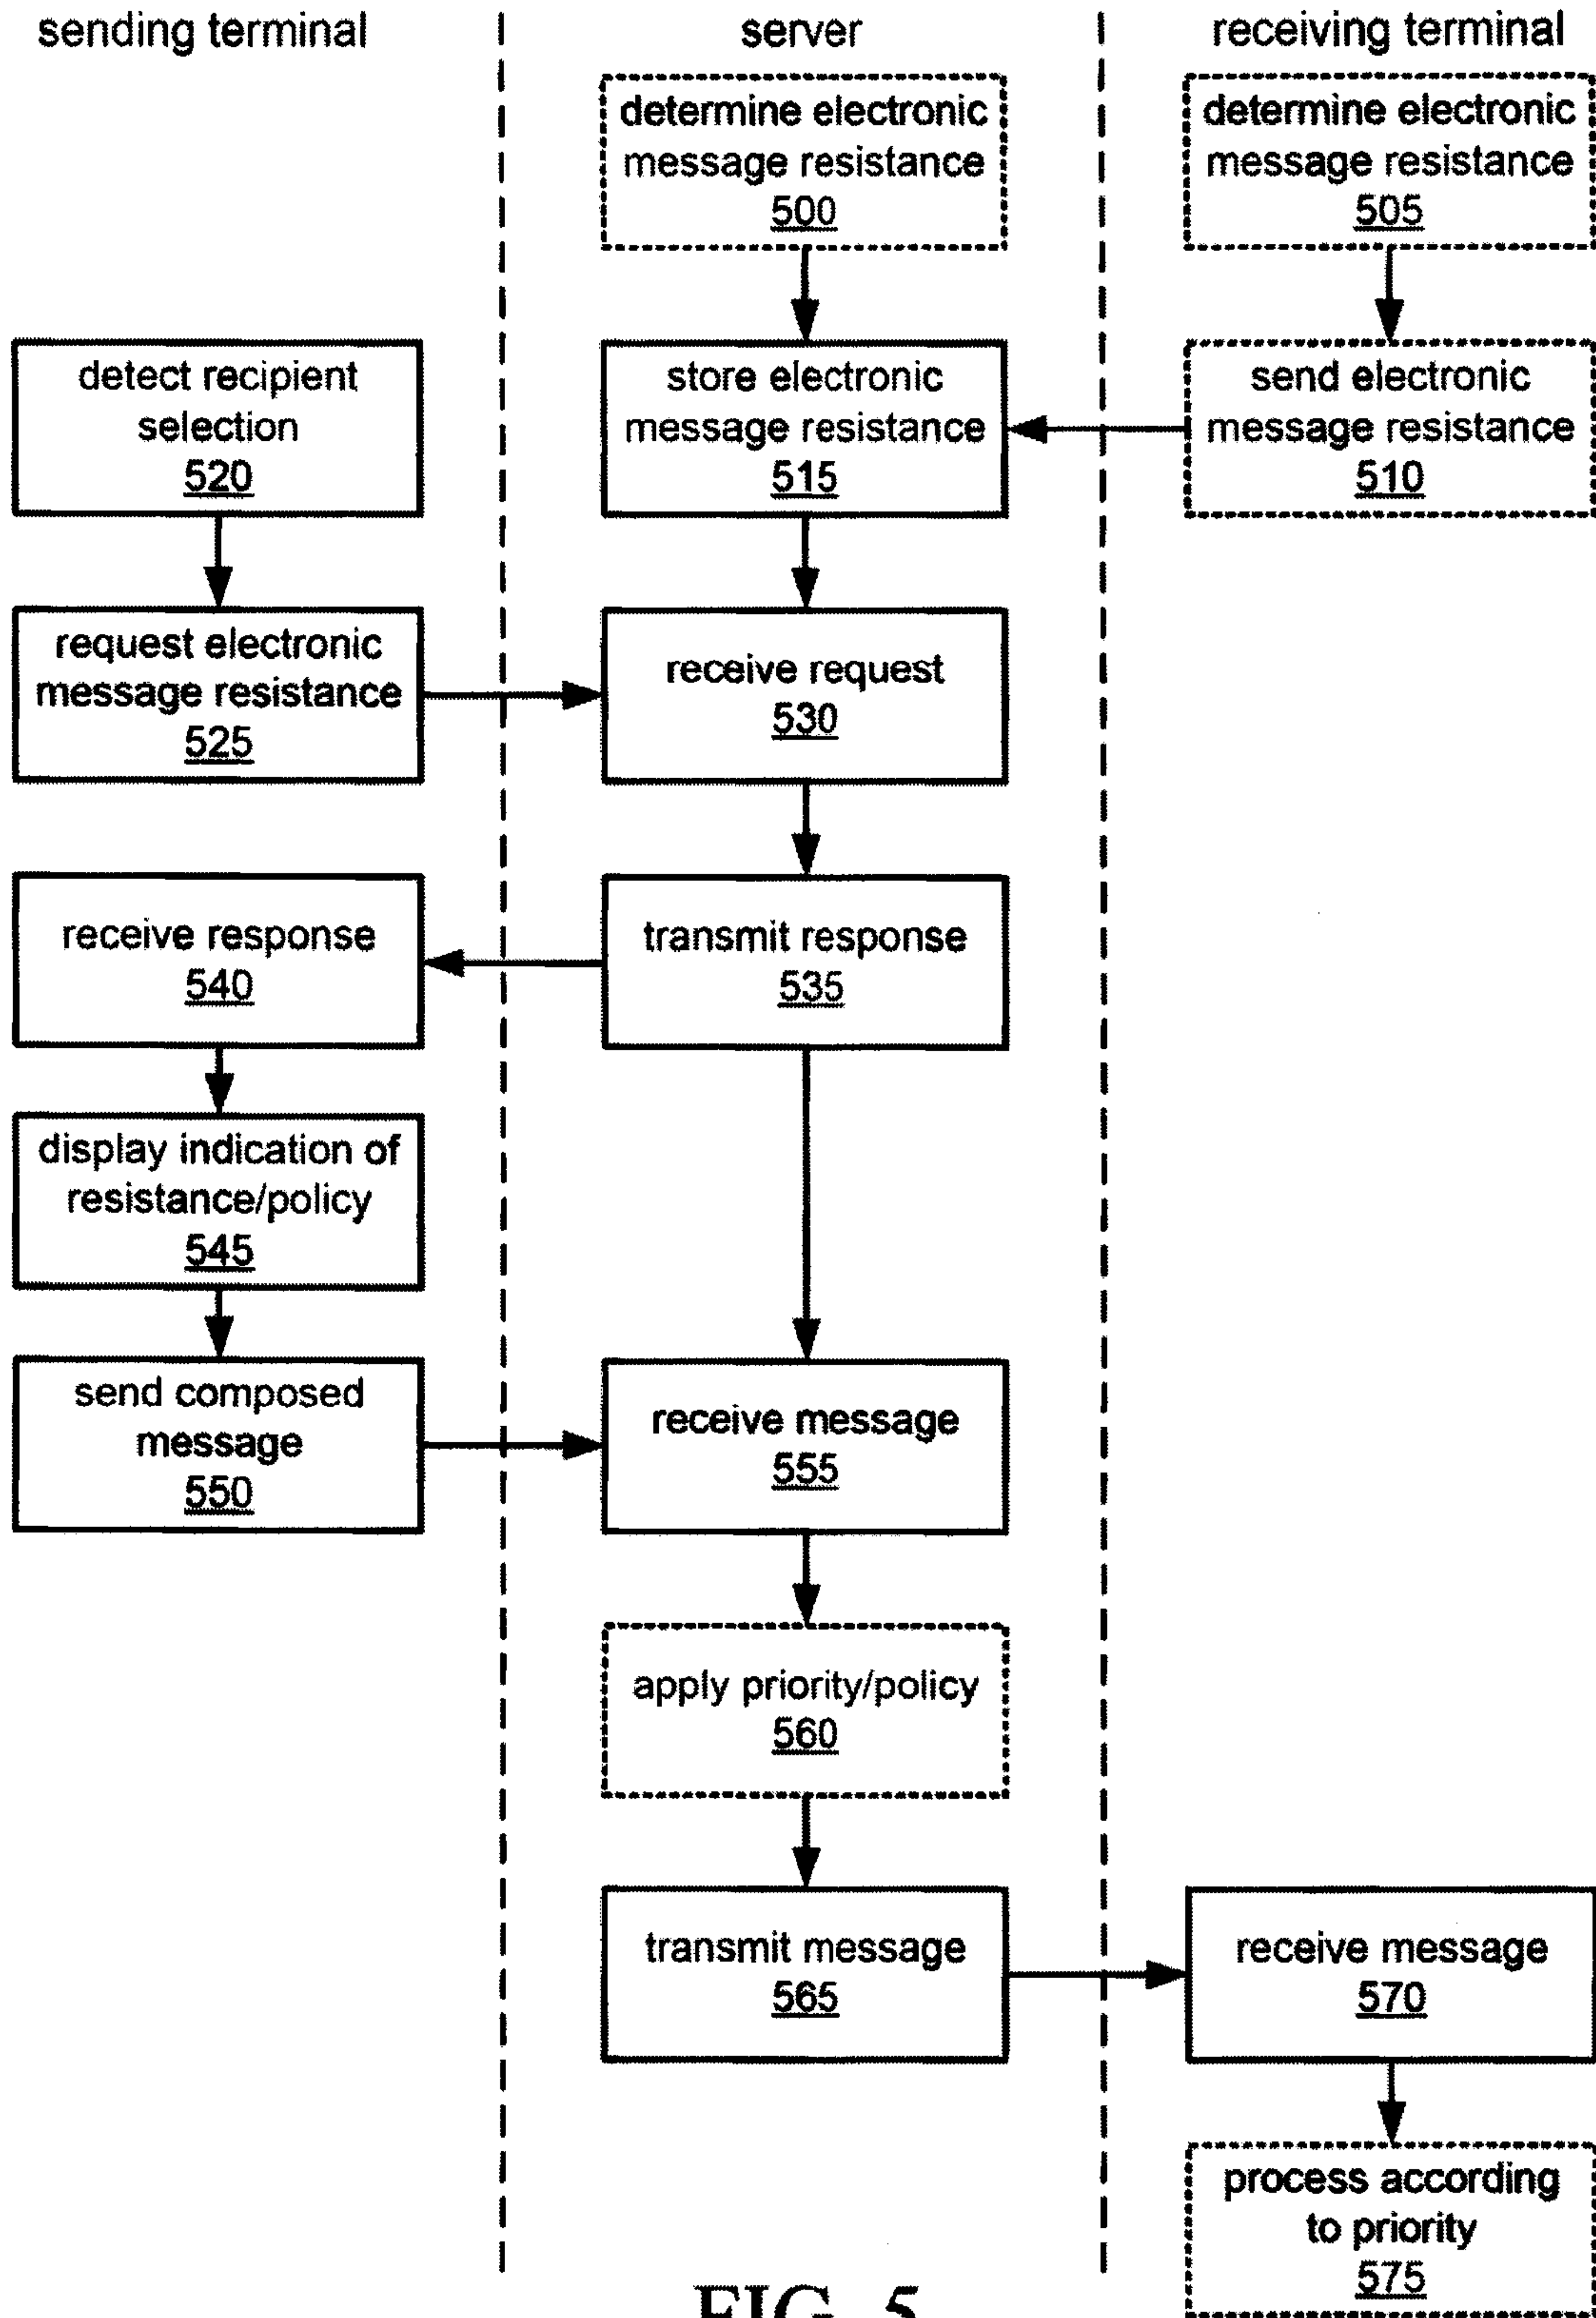 sending terminal
server
receiving terminal
determine electronic
message resistance
500
determine electronic
message resistance
505
detect recipient
selection
520
store electronic
message resistance
515
send electronic
message resistance
510
request electronic
message resistance
525
receive request
530
receive response
540
transmit response
535
display indication of
resistance/policy
545
send composed
message
550
receive message
555
apply priority/policy
560
transmit message
565
receive message
570
process according
to priority
575
FIG. 5